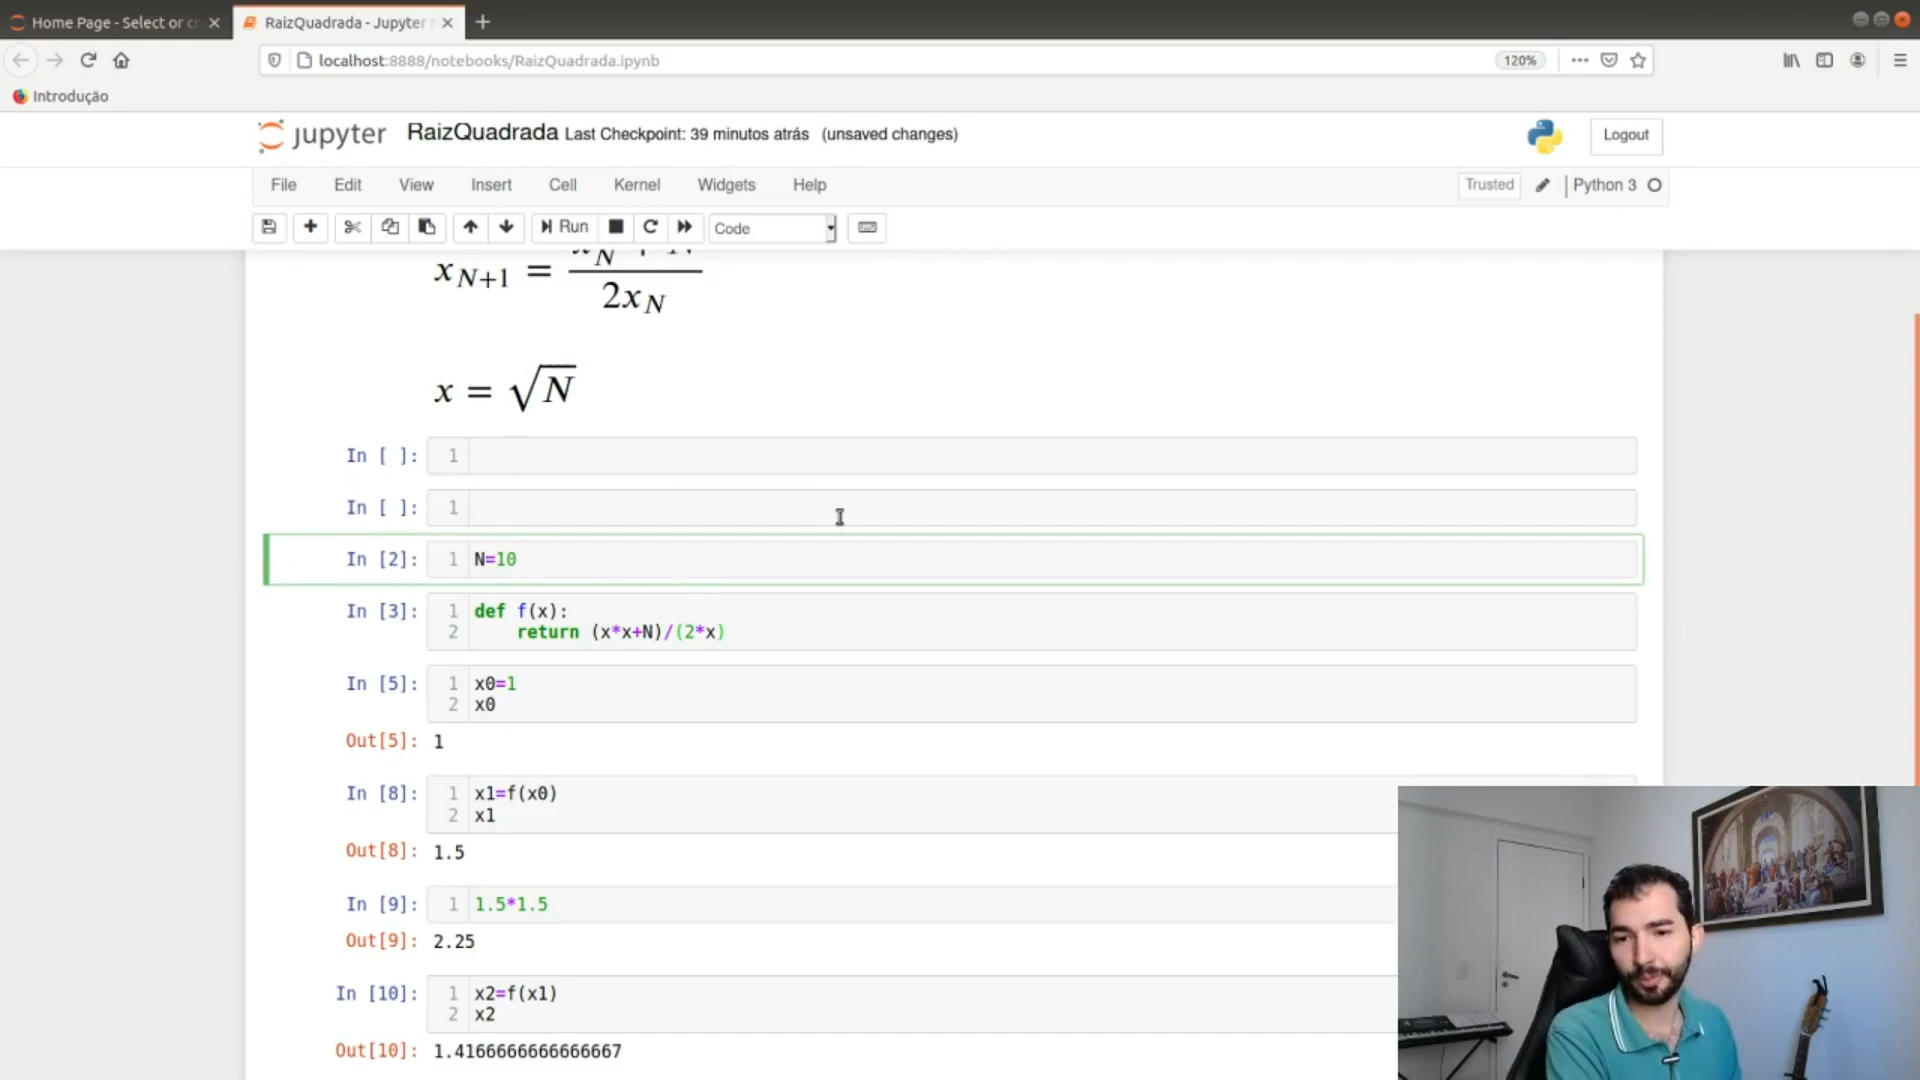 Home Page - Select or cr
RaizQuadrada - Jupyter
localhost:8888/notebooks/RaizQuadrada.ipynb
120%
Introdução
jupyter RaizQuadrada Last Checkpoint: 39 minutos atrás (unsaved changes)
Logout
File Edit View Insert Cell Kernel Widgets Help
Trusted Python 3
Run Code
x_{N+1} = / 2x_N
x = √N
In [ ]: 1
In [ ]: 1
In [2]: 1 N=10
In [3]: 1 def f(x):
2 return (x*x+N)/(2*x)
In [5]: 1 x0=1
2 x0
Out[5]: 1
In [8]: 1 x1=f(x0)
2 x1
Out[8]: 1.5
In [9]: 1 1.5*1.5
Out[9]: 2.25
In [10]: 1 x2=f(x1)
2 x2
Out[10]: 1.4166666666666667